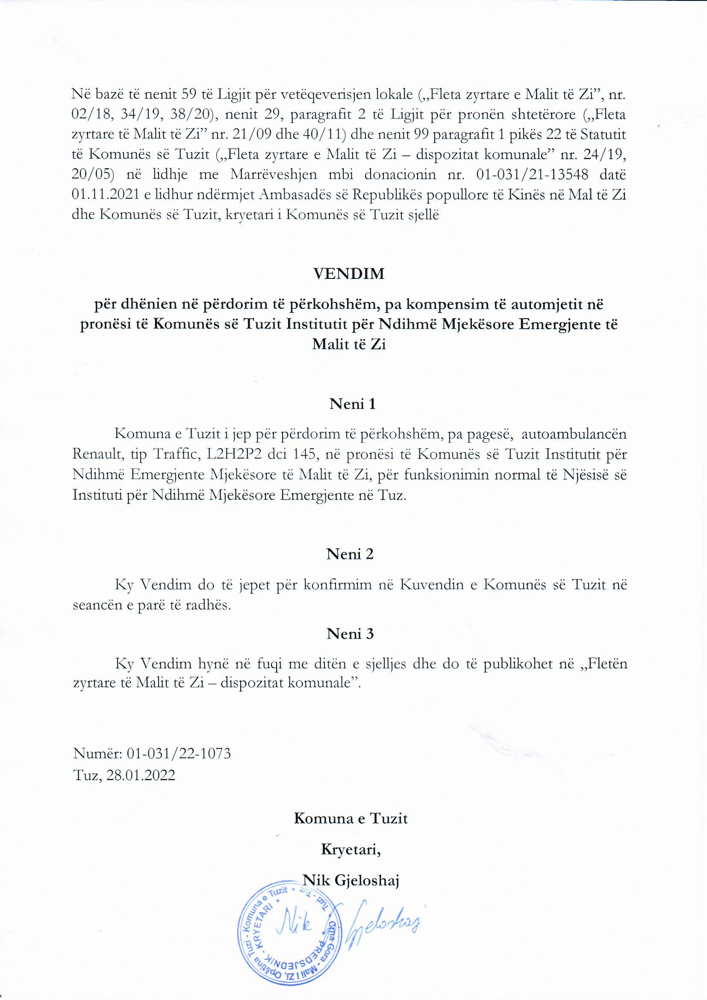 Në bazë të nenit 59 të Ligjit për vetëqeverisjen lokale (,,Fleta zyrtare e Malit të Zi”, nr.
02/18, 34/19, 38/20), nenit 29, paragrafit 2 të Ligjit për pronën shtetërore (,,Fleta
zyrtare të Malit të Zi” nr. 21/09 dhe 40/11) dhe nenit 99 paragrafit 1 pikës 22 të Statutit
të Komunës së Tuzit (,,Fleta zyrtare e Malit të Zi – dispozitat komunale” nr. 24/19,
20/05) në lidhje me Marrëveshjen mbi donacionin nr. 01-031/21-13548 datë
01.11.2021 e lidhur ndërmjet Ambasadës së Republikës popullore të Kinës në Mal të Zi
dhe Komunës së Tuzit, kryetari i Komunës së Tuzit sjellë
VENDIM
për dhënien në përdorim të përkohshëm, pa kompensim të automjetit në
pronësi të Komunës së Tuzit Institutit për Ndihmë Mjekësore Emergjente të
Malit të Zi
Neni 1
Komuna e Tuzit i jep për përdorim të përkohshëm, pa pagesë, autoambulancën
Renault, tip Traffic, L2H2P2 dci 145, në pronësi të Komunës së Tuzit Institutit për
Ndihmë Emergjente Mjekësore të Malit të Zi, për funksionimin normal të Njësisë së
Instituti për Ndihmë Mjekësore Emergjente në Tuz.
Neni 2
Ky Vendim do të jepet për konfirmim në Kuvendin e Komunës së Tuzit në
seancën e parë të radhës.
Neni 3
Ky Vendim hynë në fuqi me ditën e sjelljes dhe do të publikohet në ,,Fletën
zyrtare të Malit të Zi – dispozitat komunale”.
Numër: 01-031/22-1073
Tuz, 28.01.2022
Komuna e Tuzit
Kryetari,
Nik Gjeloshaj
Crna Gora - Mali i Zi, Opština Tuzi - Komuna e Tuzit * Tuzi - Tuz *
PREDSJEDNIK - KRYETARI *
Nik Gjeloshaj